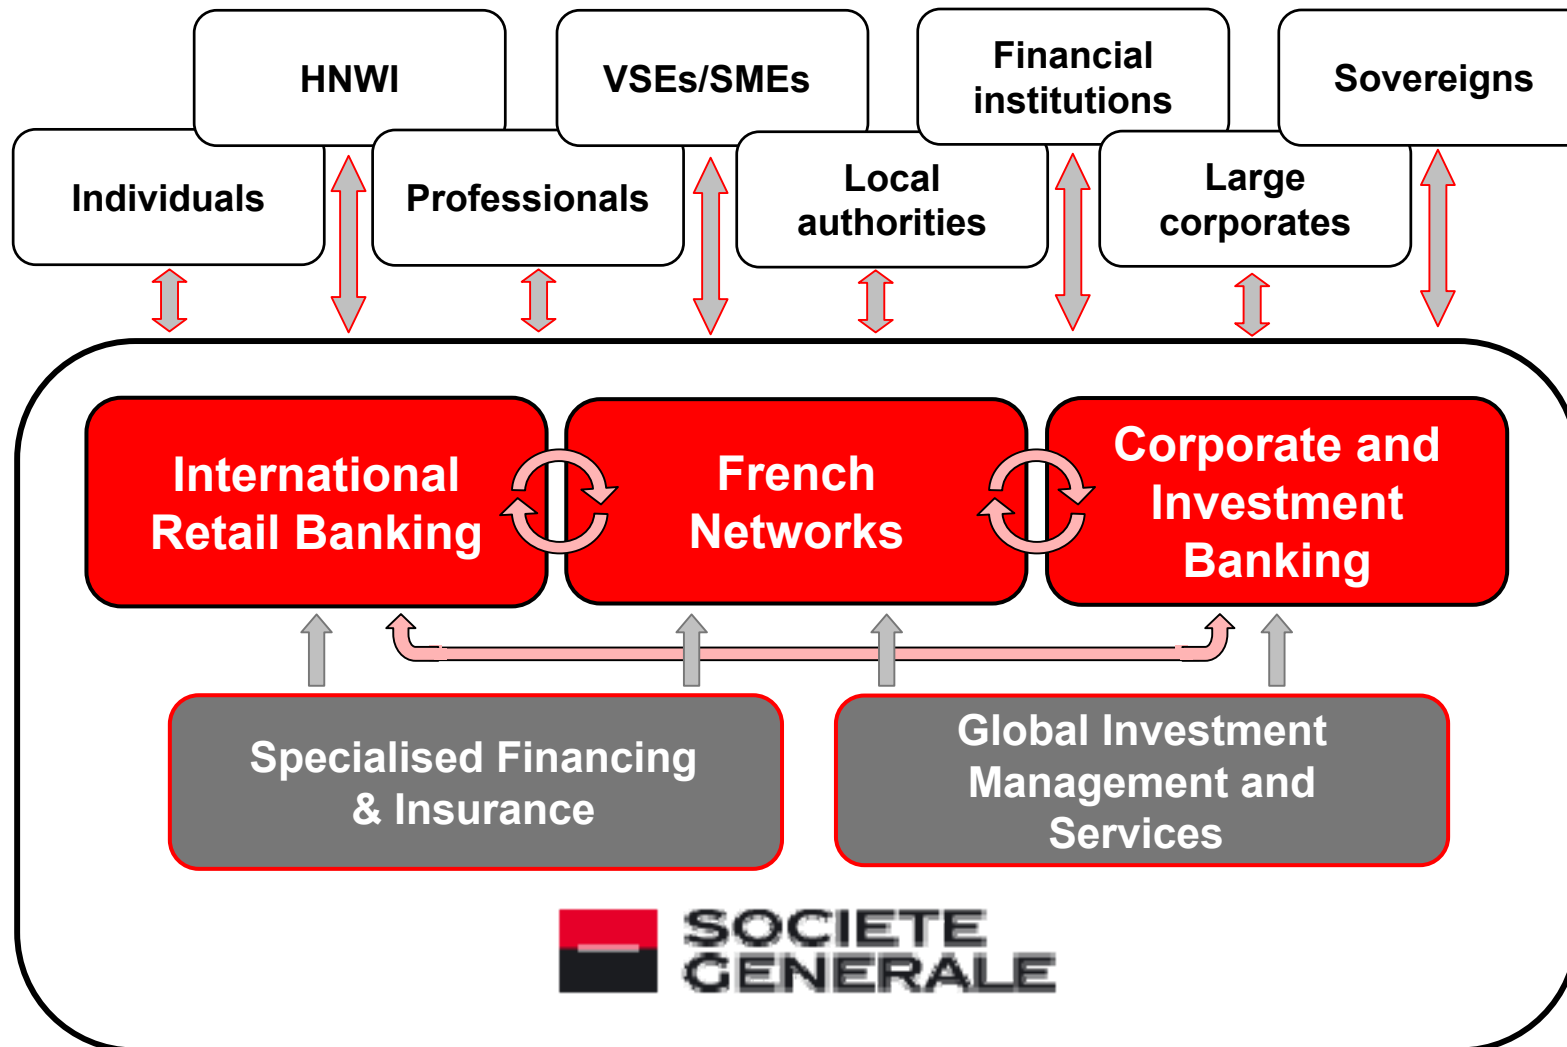 HNWI
VSEs/SMEs
Financial
institutions
Sovereigns
Individuals
Professionals
Local
authorities
Large
corporates
International
Retail Banking
French
Networks
Corporate and
Investment
Banking
Specialised Financing
& Insurance
Global Investment
Management and
Services
SOCIETE
GENERALE